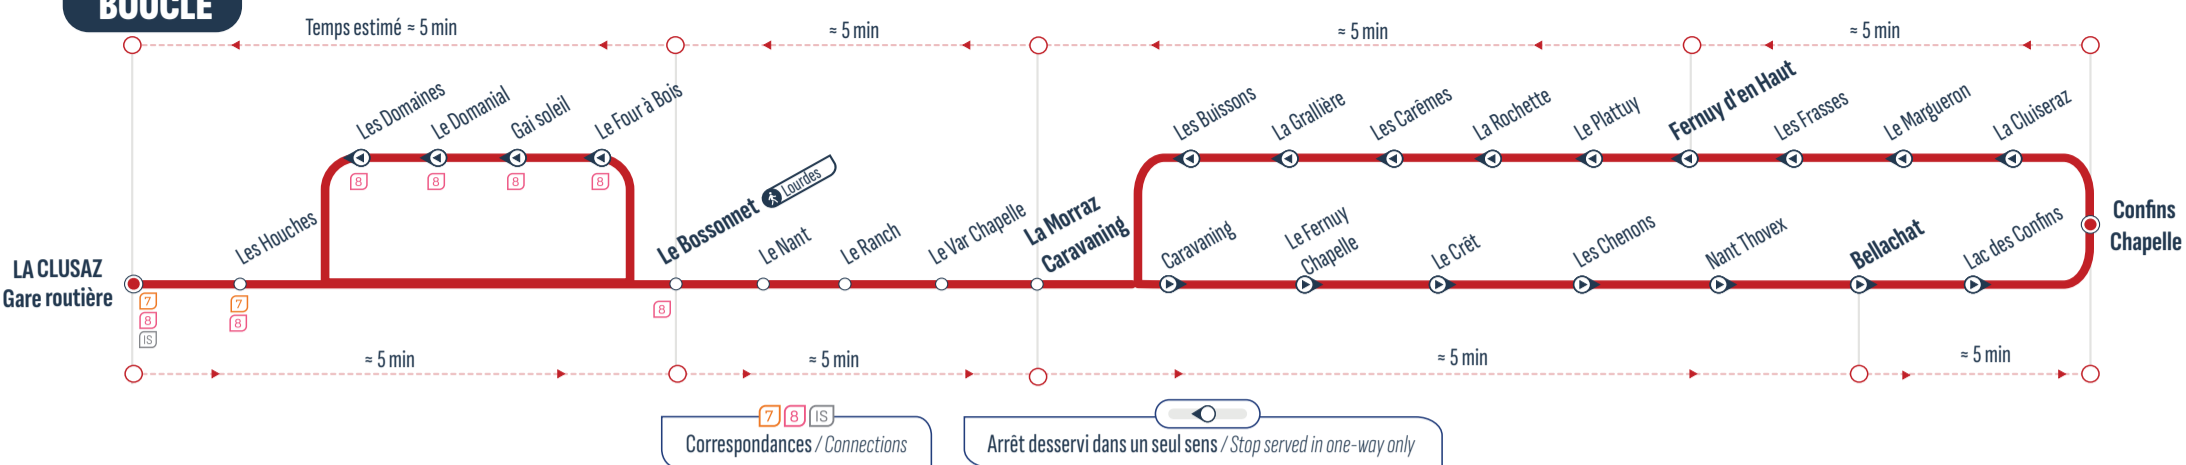 BOUCLE
Temps estimé ≈ 5 min
≈ 5 min
≈ 5 min
≈ 5 min
Les Domaines
Le Domanial
Gai soleil
Le Four à Bois
Les Buissons
La Grallière
Les Carêmes
La Rochette
Le Plattuy
Fernuy d'en Haut
Les Frasses
Le Margueron
La Cluiseraz
8
8
8
8
LA CLUSAZ
Gare routière
Les Houches
Le Bossonnet
Lourdes
Le Nant
Le Ranch
Le Var Chapelle
La Morraz
Caravaning
Caravaning
Le Fernuy
Chapelle
Le Crêt
Les Chenons
Nant Thovex
Bellachat
Lac des Confins
Confins
Chapelle
7
8
IS
7
8
8
≈ 5 min
≈ 5 min
≈ 5 min
≈ 5 min
7 8 IS
Correspondances / Connections
Arrêt desservi dans un seul sens / Stop served in one-way only